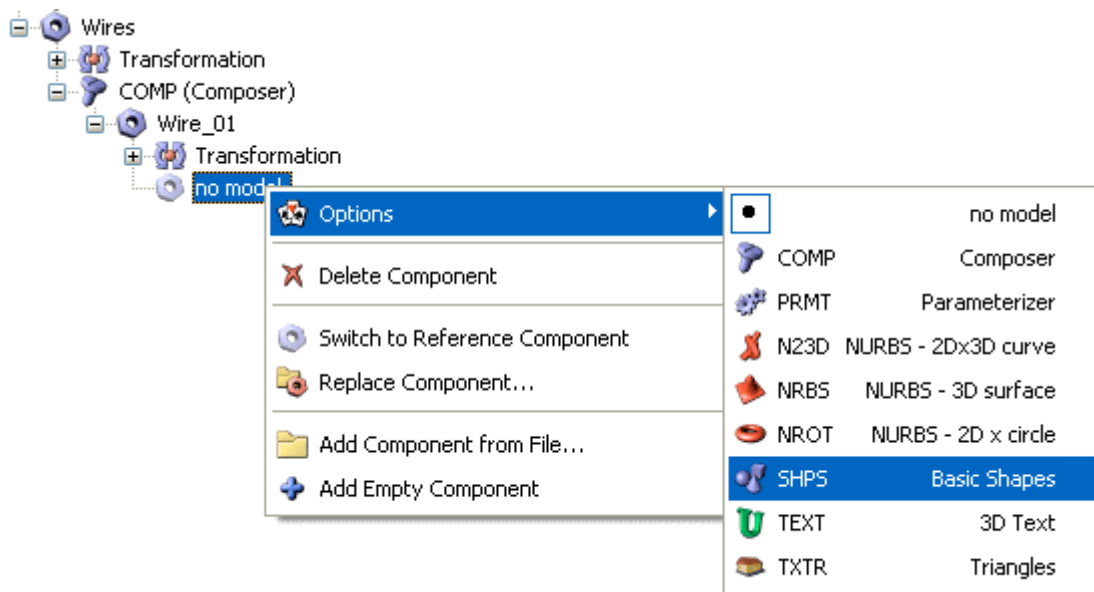 Wires
Transformation
COMP (Composer)
Wire_01
Transformation
no model
Options
Delete Component
Switch to Reference Component
Replace Component...
Add Component from File...
Add Empty Component
no model
COMP Composer
PRMT Parameterizer
N23D NURBS - 2Dx3D curve
NRBS NURBS - 3D surface
NROT NURBS - 2D x circle
SHPS Basic Shapes
TEXT 3D Text
TXTR Triangles